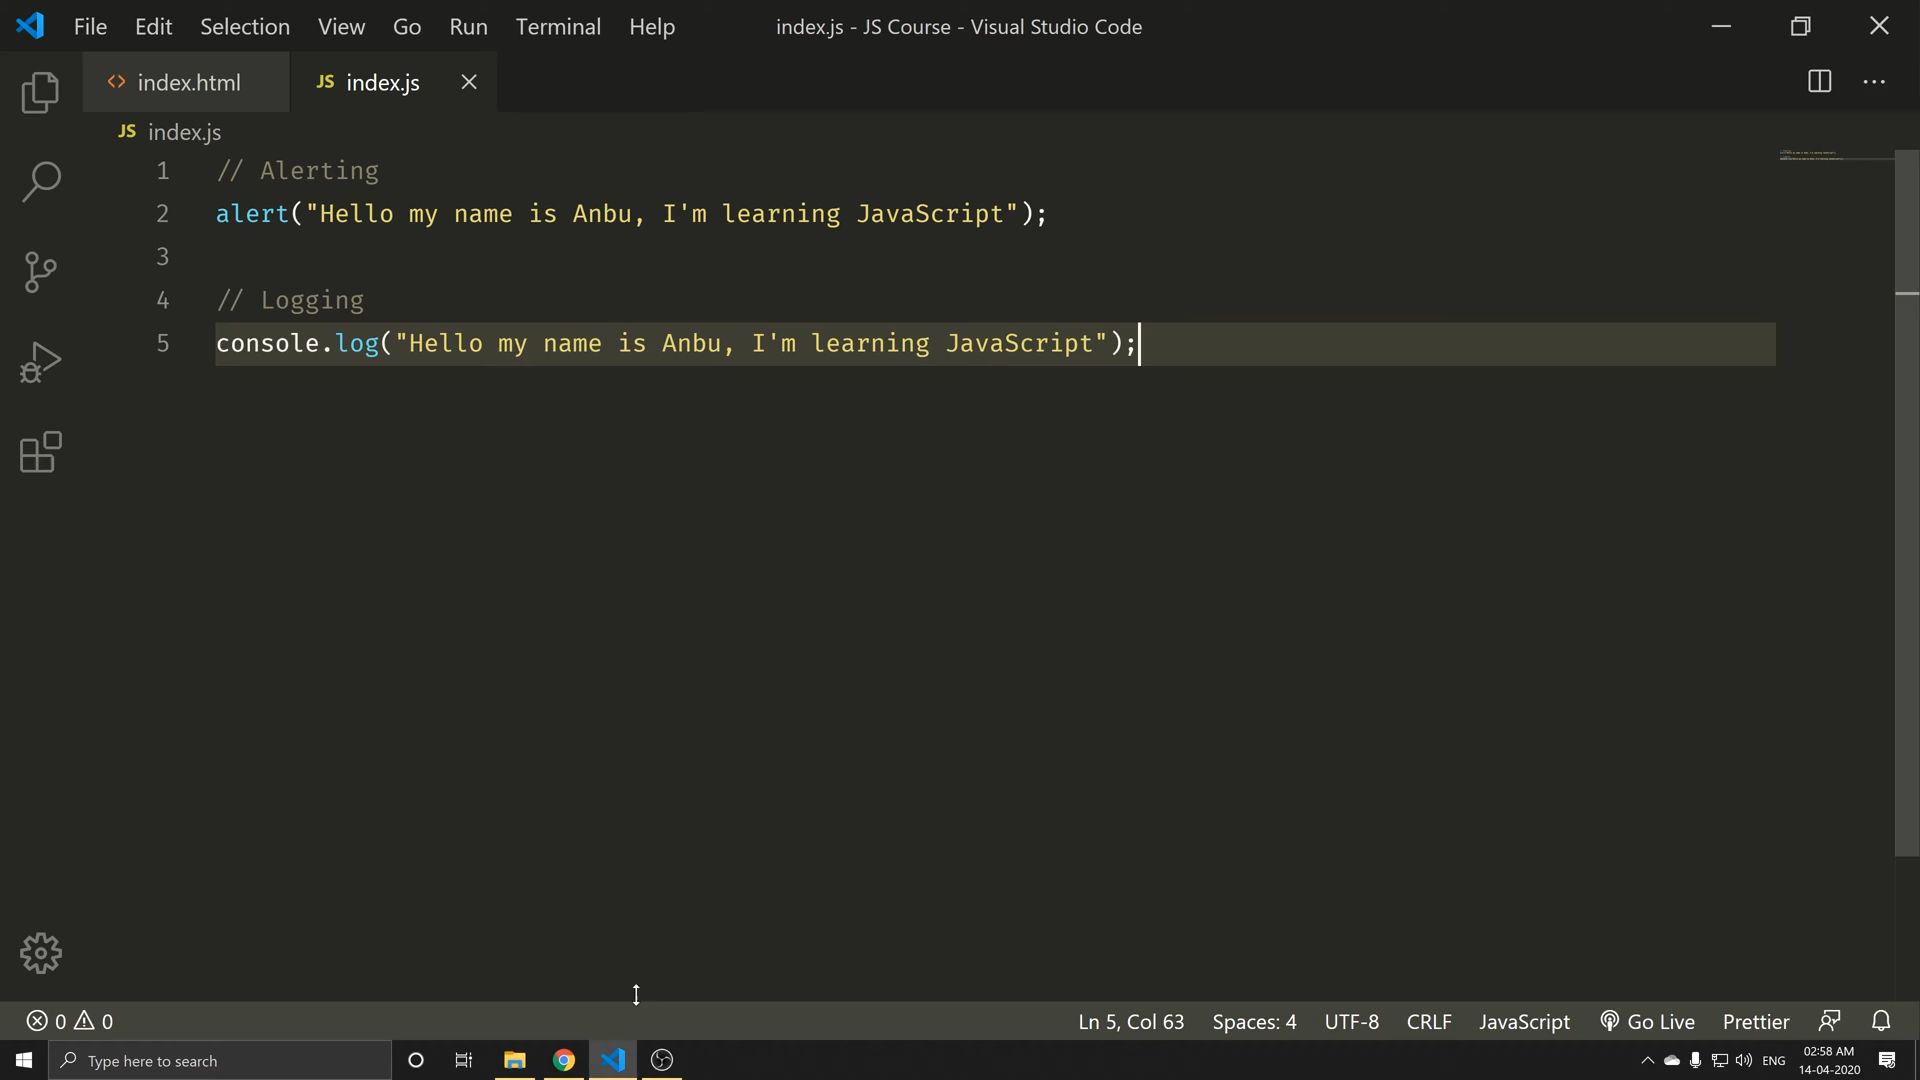 File Edit Selection View Go Run Terminal Help index.js - JS Course - Visual Studio Code
<> index.html JS index.js
JS index.js
1 // Alerting
2 alert("Hello my name is Anbu, I'm learning JavaScript");
3
4 // Logging
5 console.log("Hello my name is Anbu, I'm learning JavaScript");
0 0 Ln 5, Col 63 Spaces: 4 UTF-8 CRLF JavaScript Go Live Prettier
Type here to search ENG 02:58 AM
14-04-2020